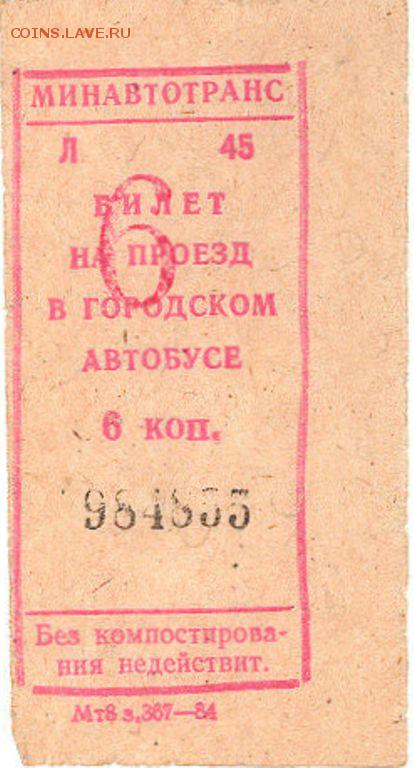 COINS.LAVE.RU
МИНАВТОТРАНС
Л 45
6
БИЛЕТ
НА ПРОЕЗД
В ГОРОДСКОМ
АВТОБУСЕ
6 КОП.
984835
Без компостирова-
ния недействит.
Мт8 з.367—84